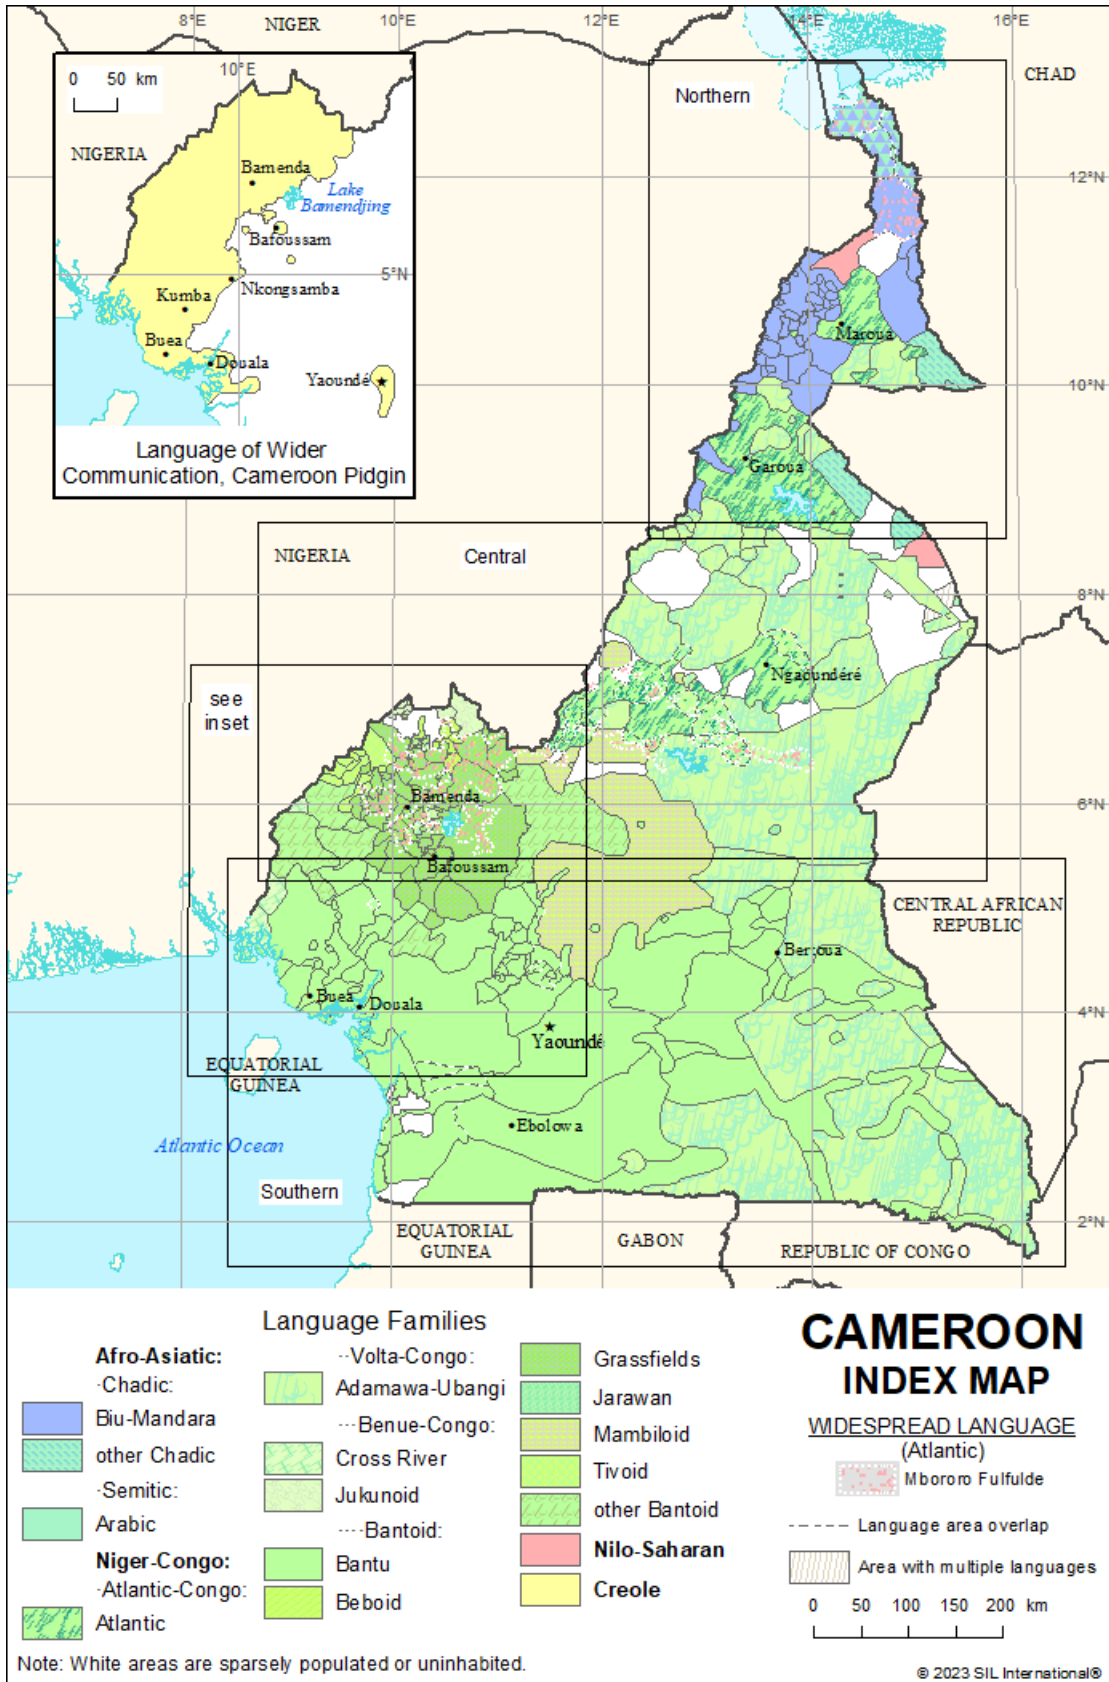 8°E
NIGER
10°E
12°E
14°E
16°E
0 50 km
10°E
NIGERIA
Bamenda
Lake
Bamendjing
Bafoussam
5°N
Nkongsamba
Kumba
Buea
Douala
Yaoundé
Language of Wider
Communication, Cameroon Pidgin
Northern
CHAD
12°N
Maroua
10°N
Garoua
NIGERIA
Central
8°N
see
inset
Ngaoundéré
Bamenda
6°N
Bafoussam
CENTRAL AFRICAN
REPUBLIC
Bertoua
Buea
Douala
4°N
Yaoundé
EQUATORIAL
GUINEA
Ebolowa
Atlantic Ocean
Southern
EQUATORIAL
GUINEA
GABON
REPUBLIC OF CONGO
2°N
Language Families
Afro-Asiatic:
·Chadic:
Biu-Mandara
other Chadic
·Semitic:
Arabic
Niger-Congo:
·Atlantic-Congo:
Atlantic
··Volta-Congo:
Adamawa-Ubangi
···Benue-Congo:
Cross River
Jukunoid
····Bantoid:
Bantu
Beboid
Grassfields
Jarawan
Mambiloid
Tivoid
other Bantoid
Nilo-Saharan
Creole
CAMEROON
INDEX MAP
WIDESPREAD LANGUAGE
(Atlantic)
Mbororo Fulfulde
Language area overlap
Area with multiple languages
0 50 100 150 200 km
Note: White areas are sparsely populated or uninhabited.
© 2023 SIL International®